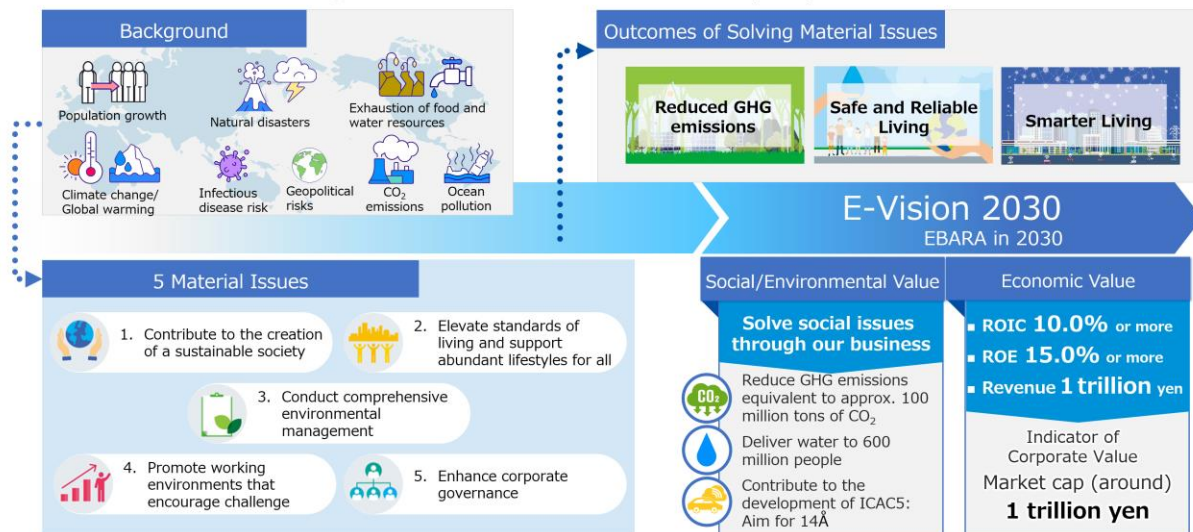 Background
Population growth
Natural disasters
Exhaustion of food and
water resources
Climate change/
Global warming
Infectious
disease risk
Geopolitical
risks
CO₂
emissions
Ocean
pollution
Outcomes of Solving Material Issues
Reduced GHG
emissions
Safe and Reliable
Living
Smarter Living
E-Vision 2030
EBARA in 2030
5 Material Issues
1. Contribute to the creation
of a sustainable society
2. Elevate standards of
living and support
abundant lifestyles for all
3. Conduct comprehensive
environmental
management
4. Promote working
environments that
encourage challenge
5. Enhance corporate
governance
Social/Environmental Value
Solve social issues
through our business
CO₂
Reduce GHG emissions
equivalent to approx. 100
million tons of CO₂
Deliver water to 600
million people
Contribute to the
development of ICAC5:
Aim for 14Å
Economic Value
▪ ROIC 10.0% or more
▪ ROE 15.0% or more
▪ Revenue 1 trillion yen
Indicator of
Corporate Value
Market cap (around)
1 trillion yen